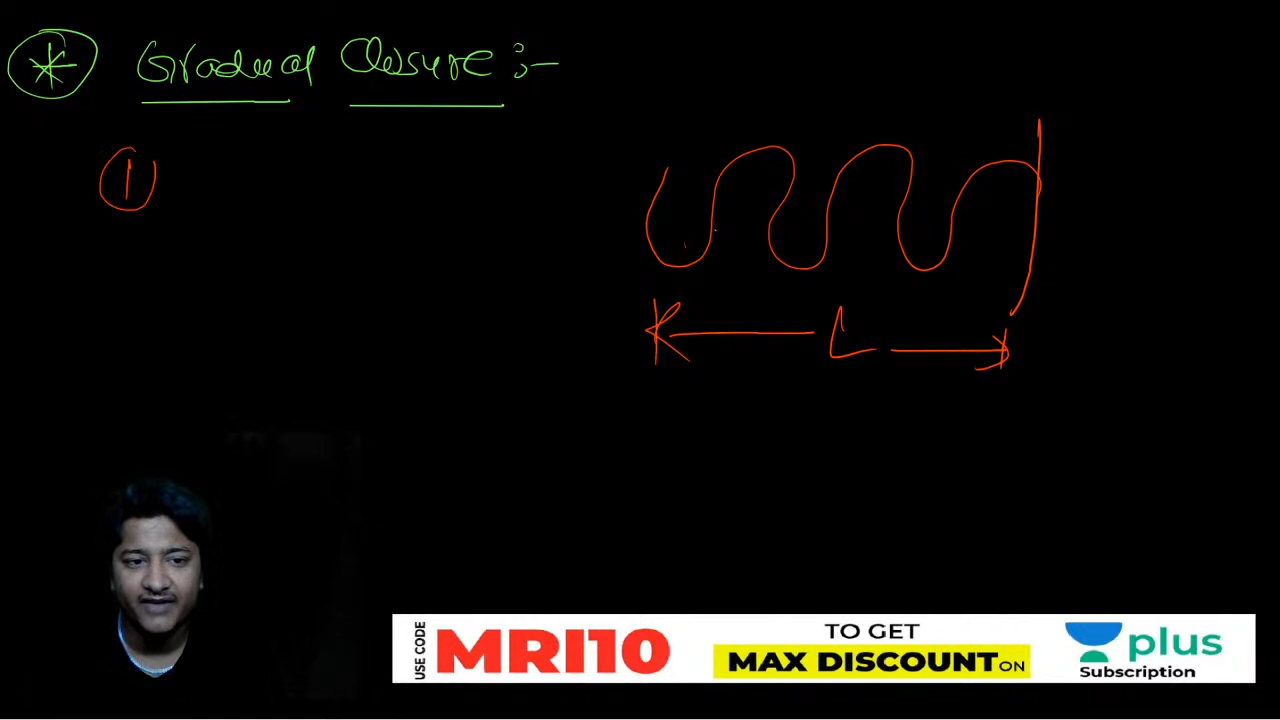 * Gradual Closure :-
1
L
USE CODE
MRI10
TO GET
MAX DISCOUNT ON
plus
Subscription